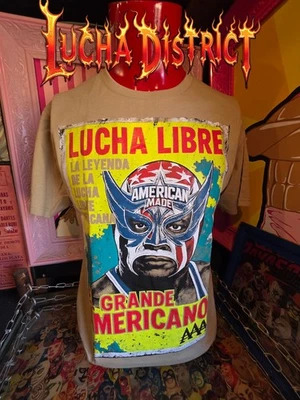 LUCHA DISTRICT
LUCHA LIBRE
LA LEYENDA
DE LA
LUCHA
AMERICAN
MADE
GRANDE
MERICANO
AAA